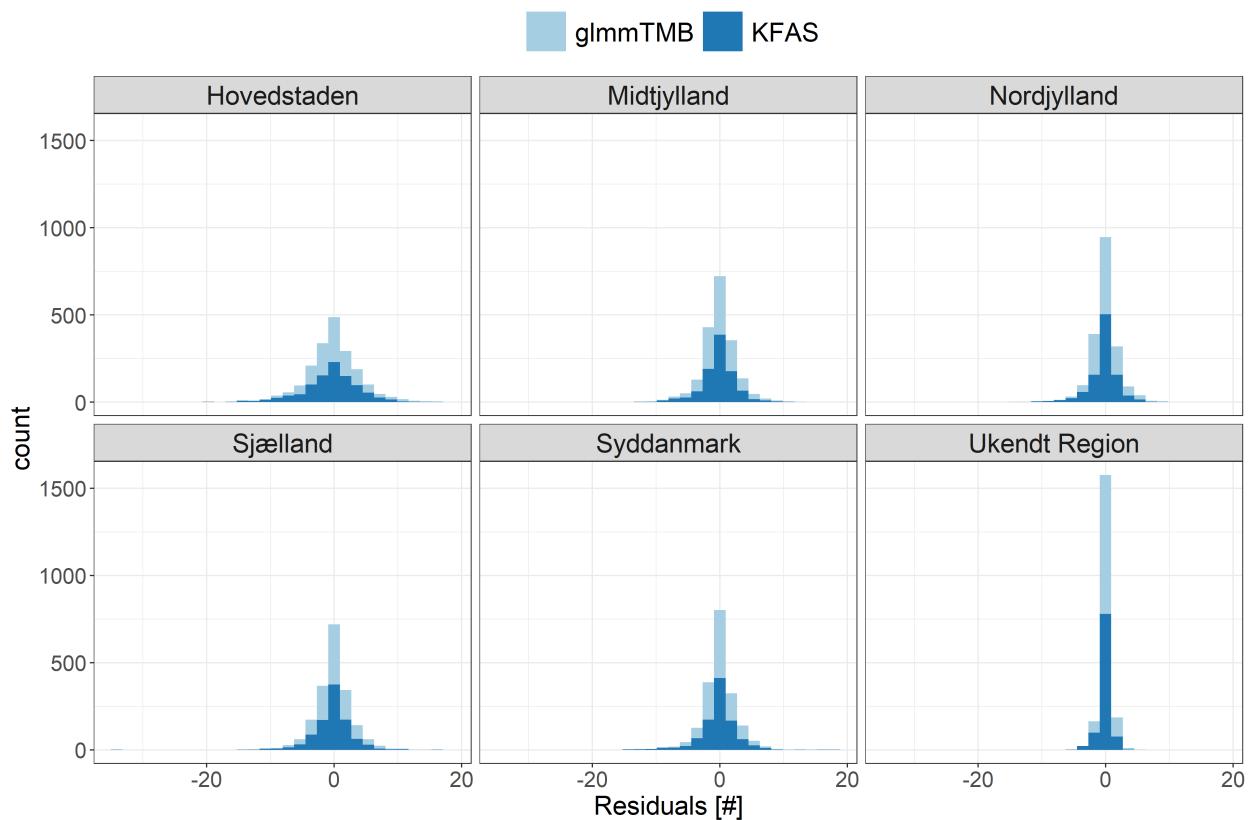 glmmTMB KFAS
Hovedstaden Midtjylland Nordjylland
1500
1000
500
0
count
Sjælland Syddanmark Ukendt Region
1500
1000
500
0
-20 0 20 -20 0 20 -20 0 20
Residuals [#]